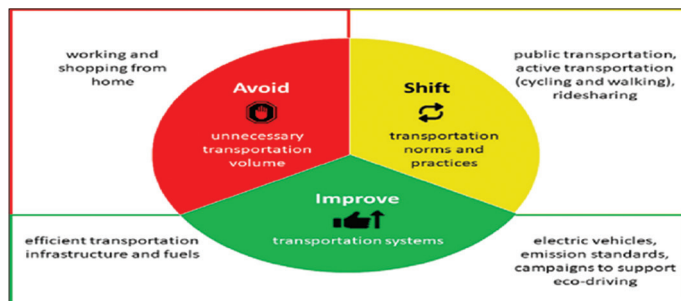 working and
shopping from
home
Avoid
unnecessary
transportation
volume
Shift
transportation
norms and
practices
public transportation,
active transportation
(cycling and walking),
ridesharing
Improve
transportation systems
efficient transportation
infrastructure and fuels
electric vehicles,
emission standards,
campaigns to support
eco-driving